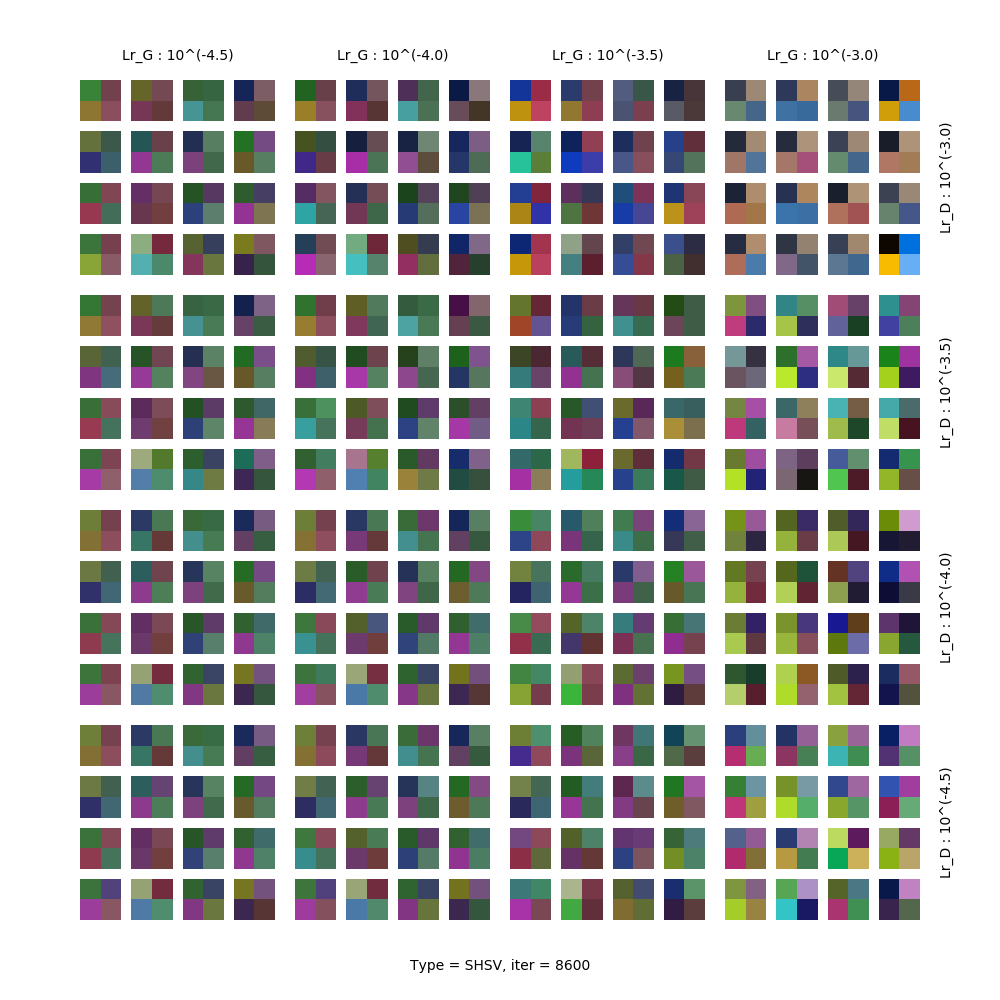 Lr_G : 10^(-4.5)
Lr_G : 10^(-4.0)
Lr_G : 10^(-3.5)
Lr_G : 10^(-3.0)
Lr_D : 10^(-3.0)
Lr_D : 10^(-3.5)
Lr_D : 10^(-4.0)
Lr_D : 10^(-4.5)
Type = SHSV, iter = 8600